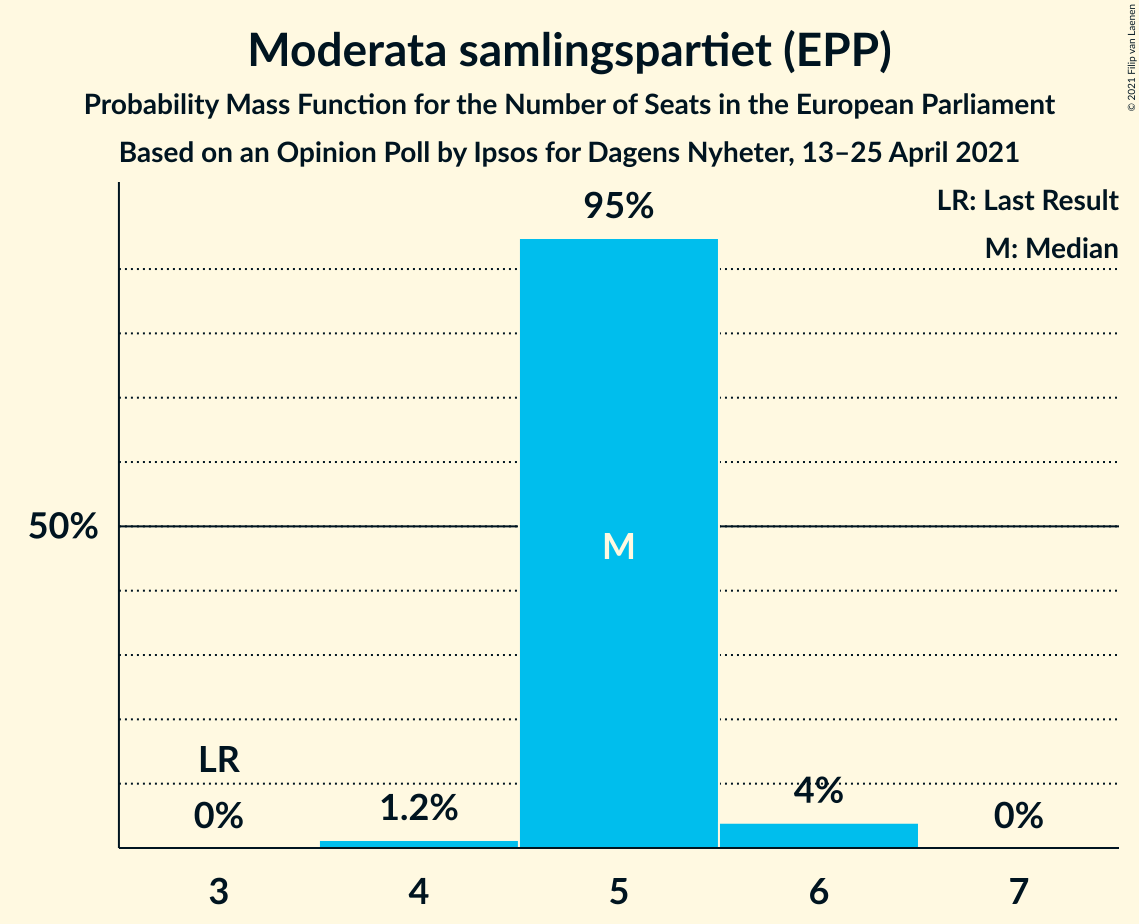 Moderata samlingspartiet (EPP)
Probability Mass Function for the Number of Seats in the European Parliament
Based on an Opinion Poll by Ipsos for Dagens Nyheter, 13–25 April 2021
© 2021 Filip van Laenen
LR: Last Result
M: Median
95%
50%
M
LR
0%
1.2%
4%
0%
3
4
5
6
7